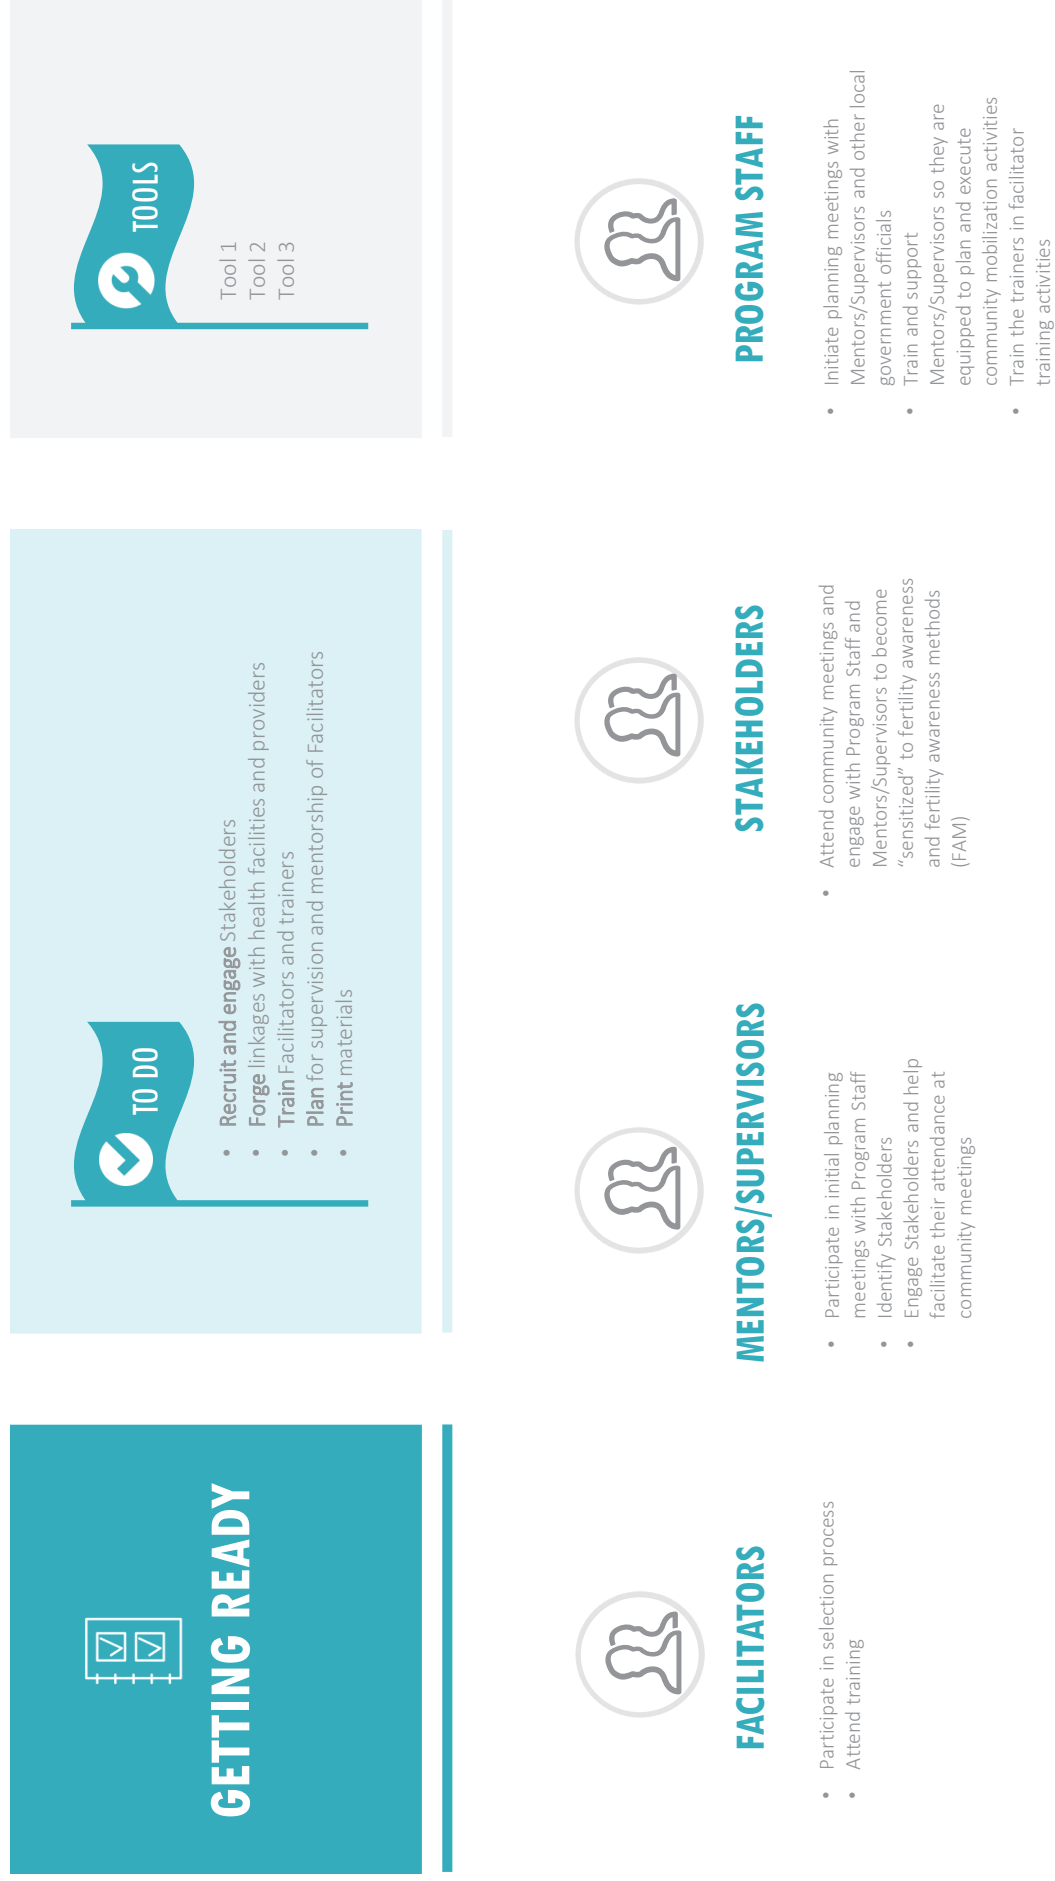 GETTING READY
TO DO
• Recruit and engage Stakeholders
• Forge linkages with health facilities and providers
• Train Facilitators and trainers
• Plan for supervision and mentorship of Facilitators
• Print materials
TOOLS
Tool 1
Tool 2
Tool 3
FACILITATORS
• Participate in selection process
• Attend training
MENTORS/SUPERVISORS
• Participate in initial planning
meetings with Program Staff
• Identify Stakeholders
• Engage Stakeholders and help
facilitate their attendance at
community meetings
STAKEHOLDERS
• Attend community meetings and
engage with Program Staff and
Mentors/Supervisors to become
“sensitized” to fertility awareness
and fertility awareness methods
(FAM)
PROGRAM STAFF
• Initiate planning meetings with
Mentors/Supervisors and other local
government officials
• Train and support
Mentors/Supervisors so they are
equipped to plan and execute
community mobilization activities
• Train the trainers in facilitator
training activities